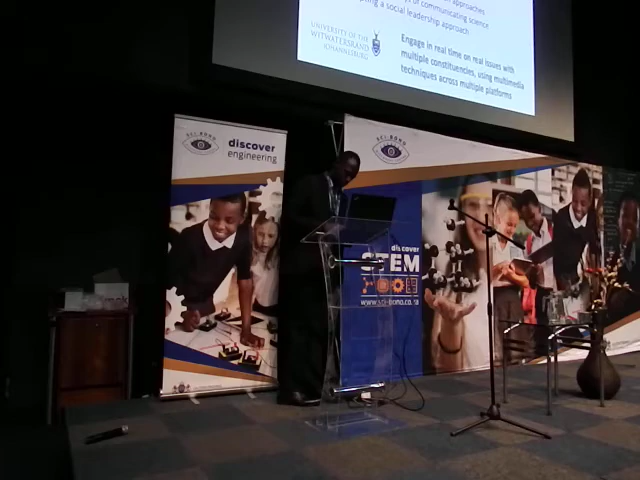 approaches
of communicating science
a social leadership approach
UNIVERSITY OF THE
WITWATERSRAND,
JOHANNESBURG
Engage in real time on real issues with
multiple constituencies, using multimedia
techniques across multiple platforms
SCI-BONO
discover
engineering
SCI-BONO
discover
STEM
www.sci-bono.co.za